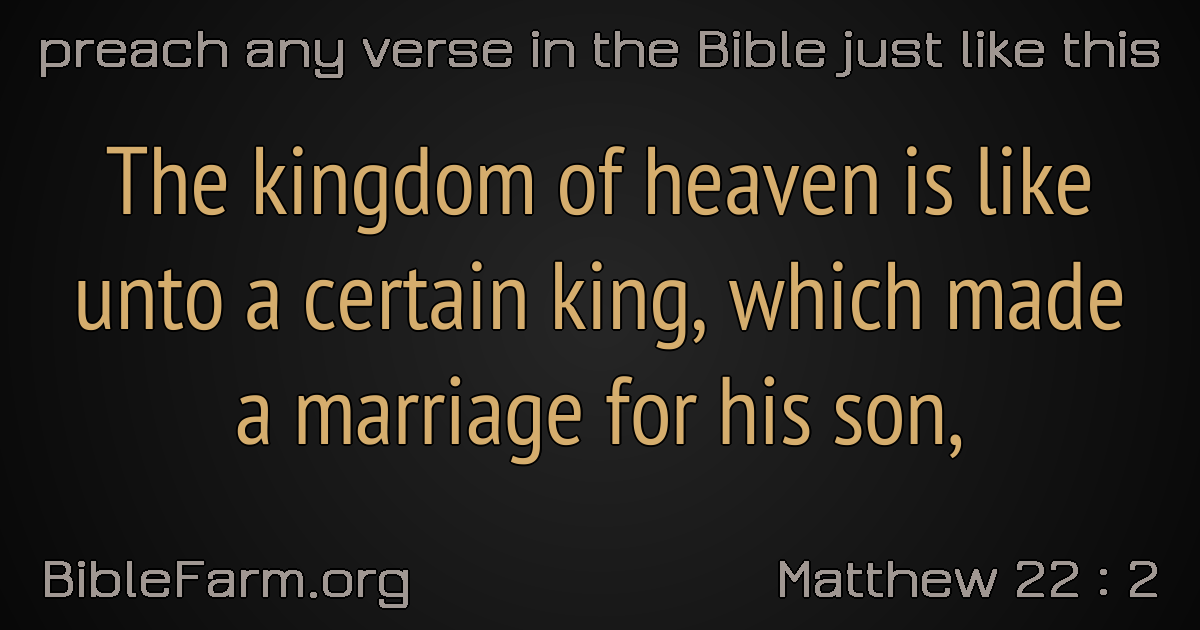 preach any verse in the Bible just like this
The kingdom of heaven is like
unto a certain king, which made
a marriage for his son,
BibleFarm.org
Matthew 22 : 2